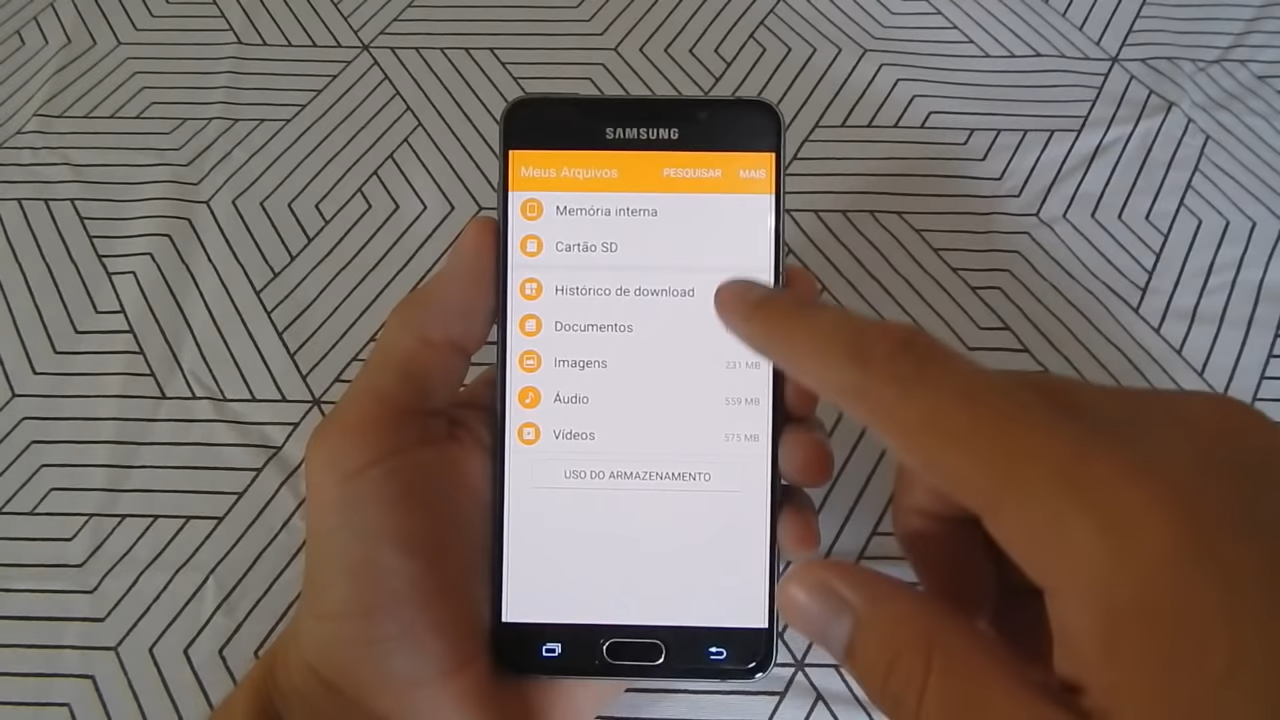 SAMSUNG
Meus Arquivos PESQUISAR MAIS
Memória interna
Cartão SD
Histórico de download
Documentos
Imagens 231 MB
Áudio 559 MB
Vídeos 575 MB
USO DO ARMAZENAMENTO